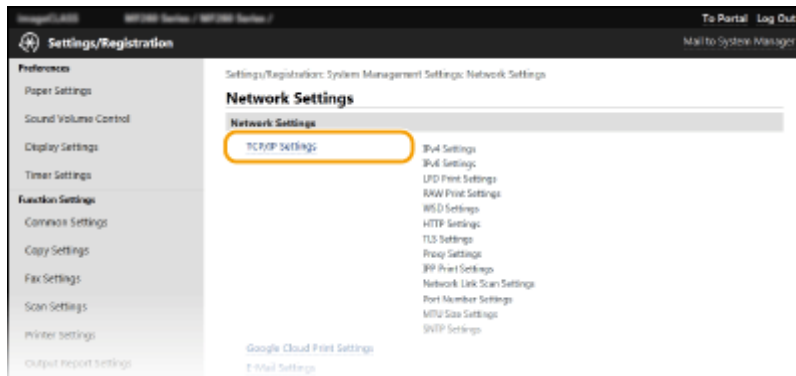 To Portal Log Out
Settings/Registration
Mail to System Manager
Preferences
Paper Settings
Sound Volume Control
Display Settings
Timer Settings
Function Settings
Common Settings
Copy Settings
Fax Settings
Scan Settings
Printer Settings
Output Report Settings
Settings/Registration: System Management Settings: Network Settings
Network Settings
Network Settings
TCP/IP Settings
IPv4 Settings
IPv6 Settings
LPD Print Settings
RAW Print Settings
WSD Settings
HTTP Settings
TLS Settings
Proxy Settings
IPP Print Settings
Network Link Scan Settings
Port Number Settings
MTU Size Settings
SNTP Settings
Google Cloud Print Settings
E-Mail Settings